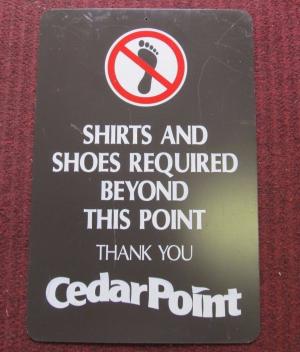 SHIRTS AND
SHOES REQUIRED
BEYOND
THIS POINT
THANK YOU
CedarPoint